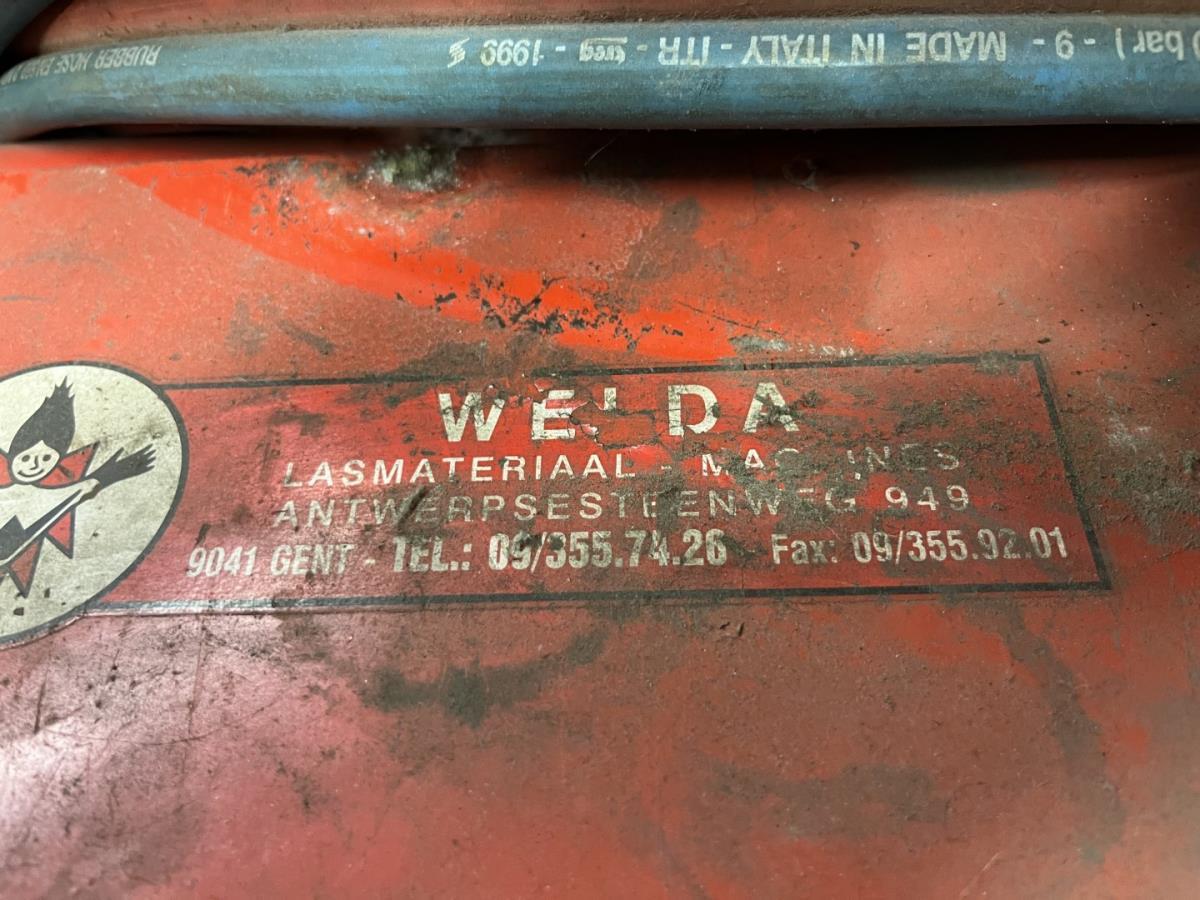 RUBBER HOSE
bar ) - 9 - MADE IN ITALY - ITR - - 1999
WELDA
LASMATERIAAL - MACHINES
ANTWERPSESTEENWEG 949
9041 GENT - TEL.: 09/355.74.26 Fax: 09/355.92.01